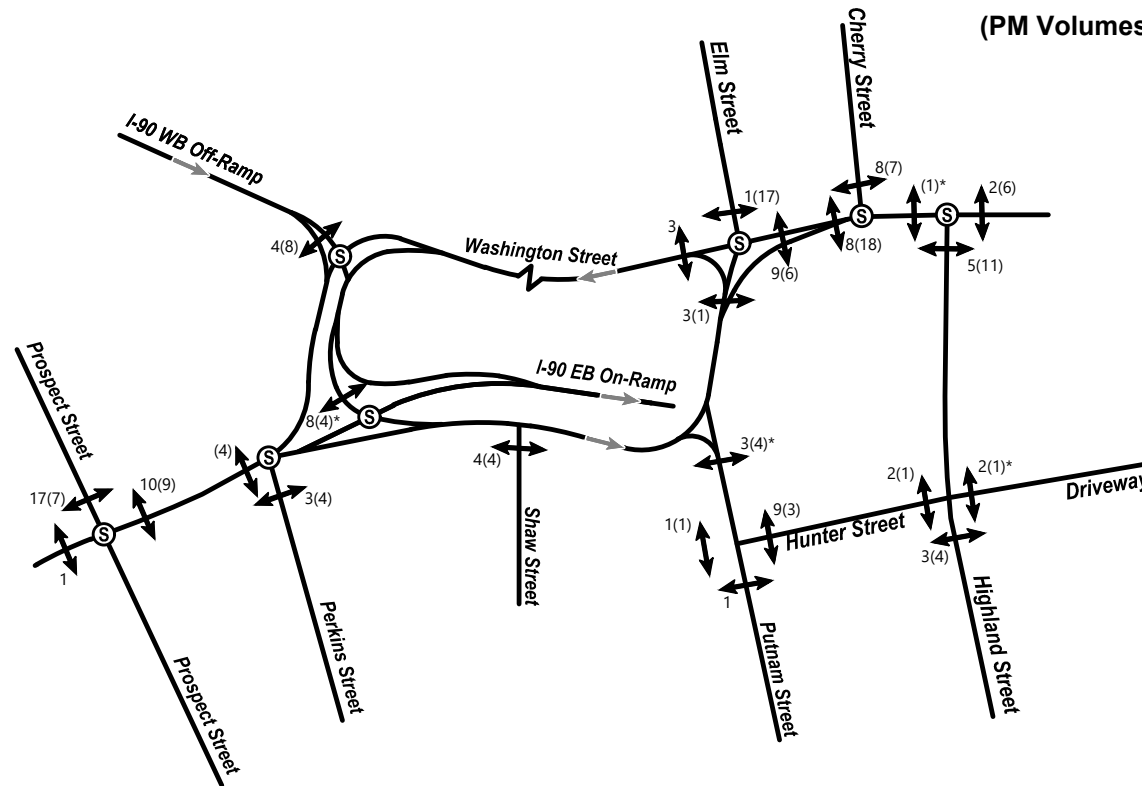 (PM Volumes
Cherry Street
Elm Street
I-90 WB Off-Ramp
8(7)
1(17)
(1)*
2(6)
S
S
3
8(18)
5(11)
4(8)
S
Washington Street
S
9(6)
3(1)
Prospect Street
I-90 EB On-Ramp
8(4)*
S
(4)
S
4(4)
3(4)*
17(7)
10(9)
3(4)
2(1)
2(1)*
Driveway
S
1
Shaw Street
1(1)
9(3)
Hunter Street
3(4)
1
Perkins Street
Putnam Street
Highland Street
Prospect Street